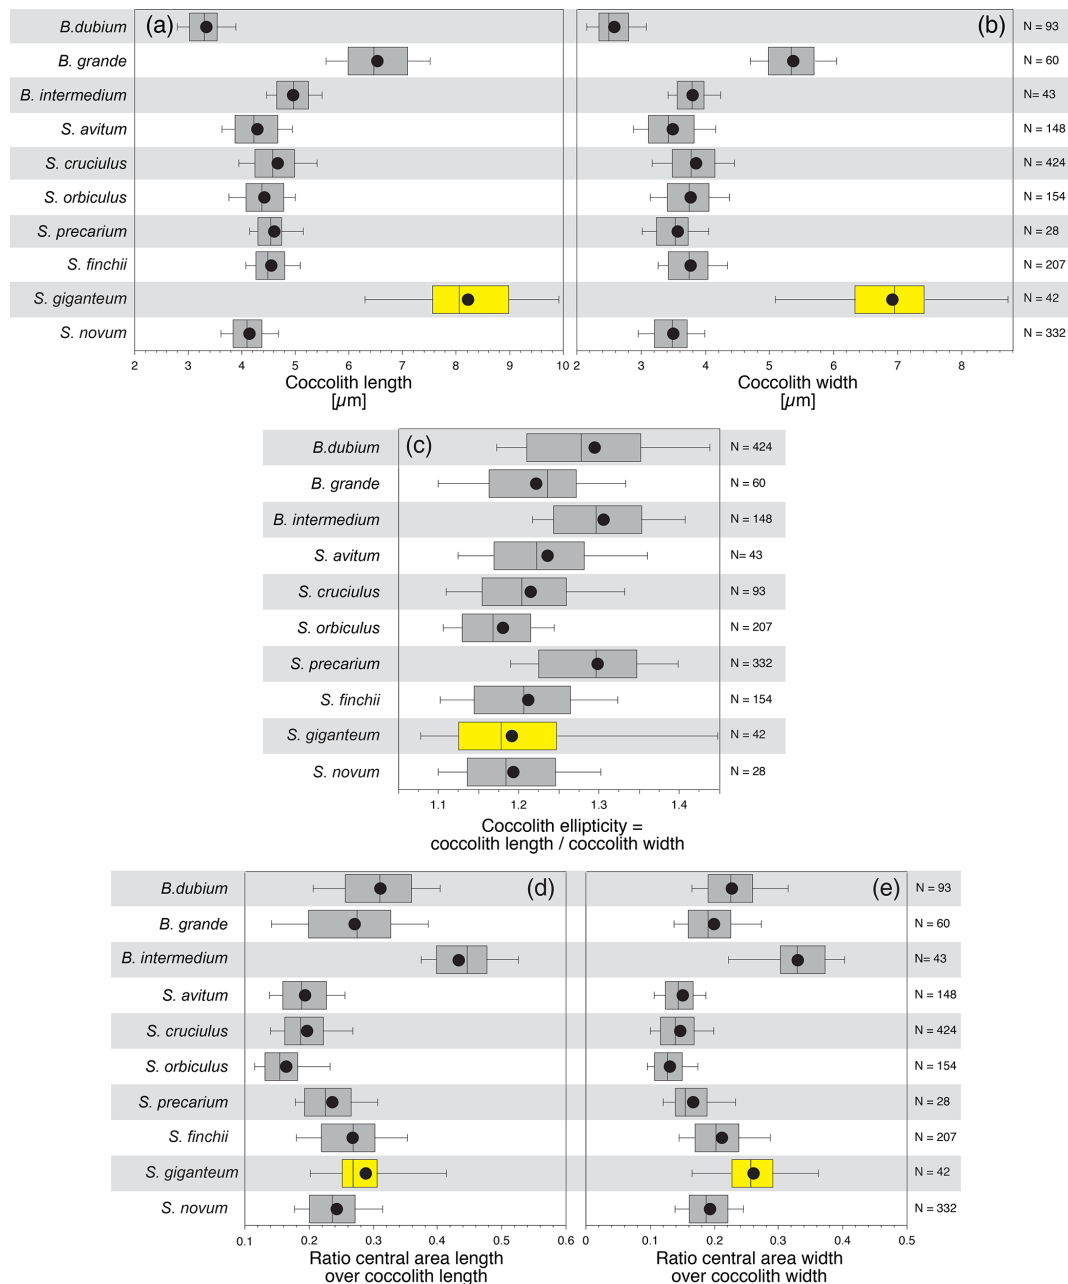 (a) (b)
B.dubium N = 93
B. grande N = 60
B. intermedium N= 43
S. avitum N = 148
S. cruciulus N = 424
S. orbiculus N = 154
S. precarium N = 28
S. finchii N = 207
S. giganteum N = 42
S. novum N = 332
2 3 4 5 6 7 8 9 10 2 3 4 5 6 7 8
Coccolith length Coccolith width
[µm] [µm]
(c)
B.dubium N = 424
B. grande N = 60
B. intermedium N = 148
S. avitum N= 43
S. cruciulus N = 93
S. orbiculus N = 207
S. precarium N = 332
S. finchii N = 154
S. giganteum N = 42
S. novum N = 28
1.1 1.2 1.3 1.4
Coccolith ellipticity =
coccolith length / coccolith width
(d) (e)
B.dubium N = 93
B. grande N = 60
B. intermedium N= 43
S. avitum N = 148
S. cruciulus N = 424
S. orbiculus N = 154
S. precarium N = 28
S. finchii N = 207
S. giganteum N = 42
S. novum N = 332
0.1 0.2 0.3 0.4 0.5 0.6 0 0.1 0.2 0.3 0.4 0.5
Ratio central area length Ratio central area width
over coccolith length over coccolith width